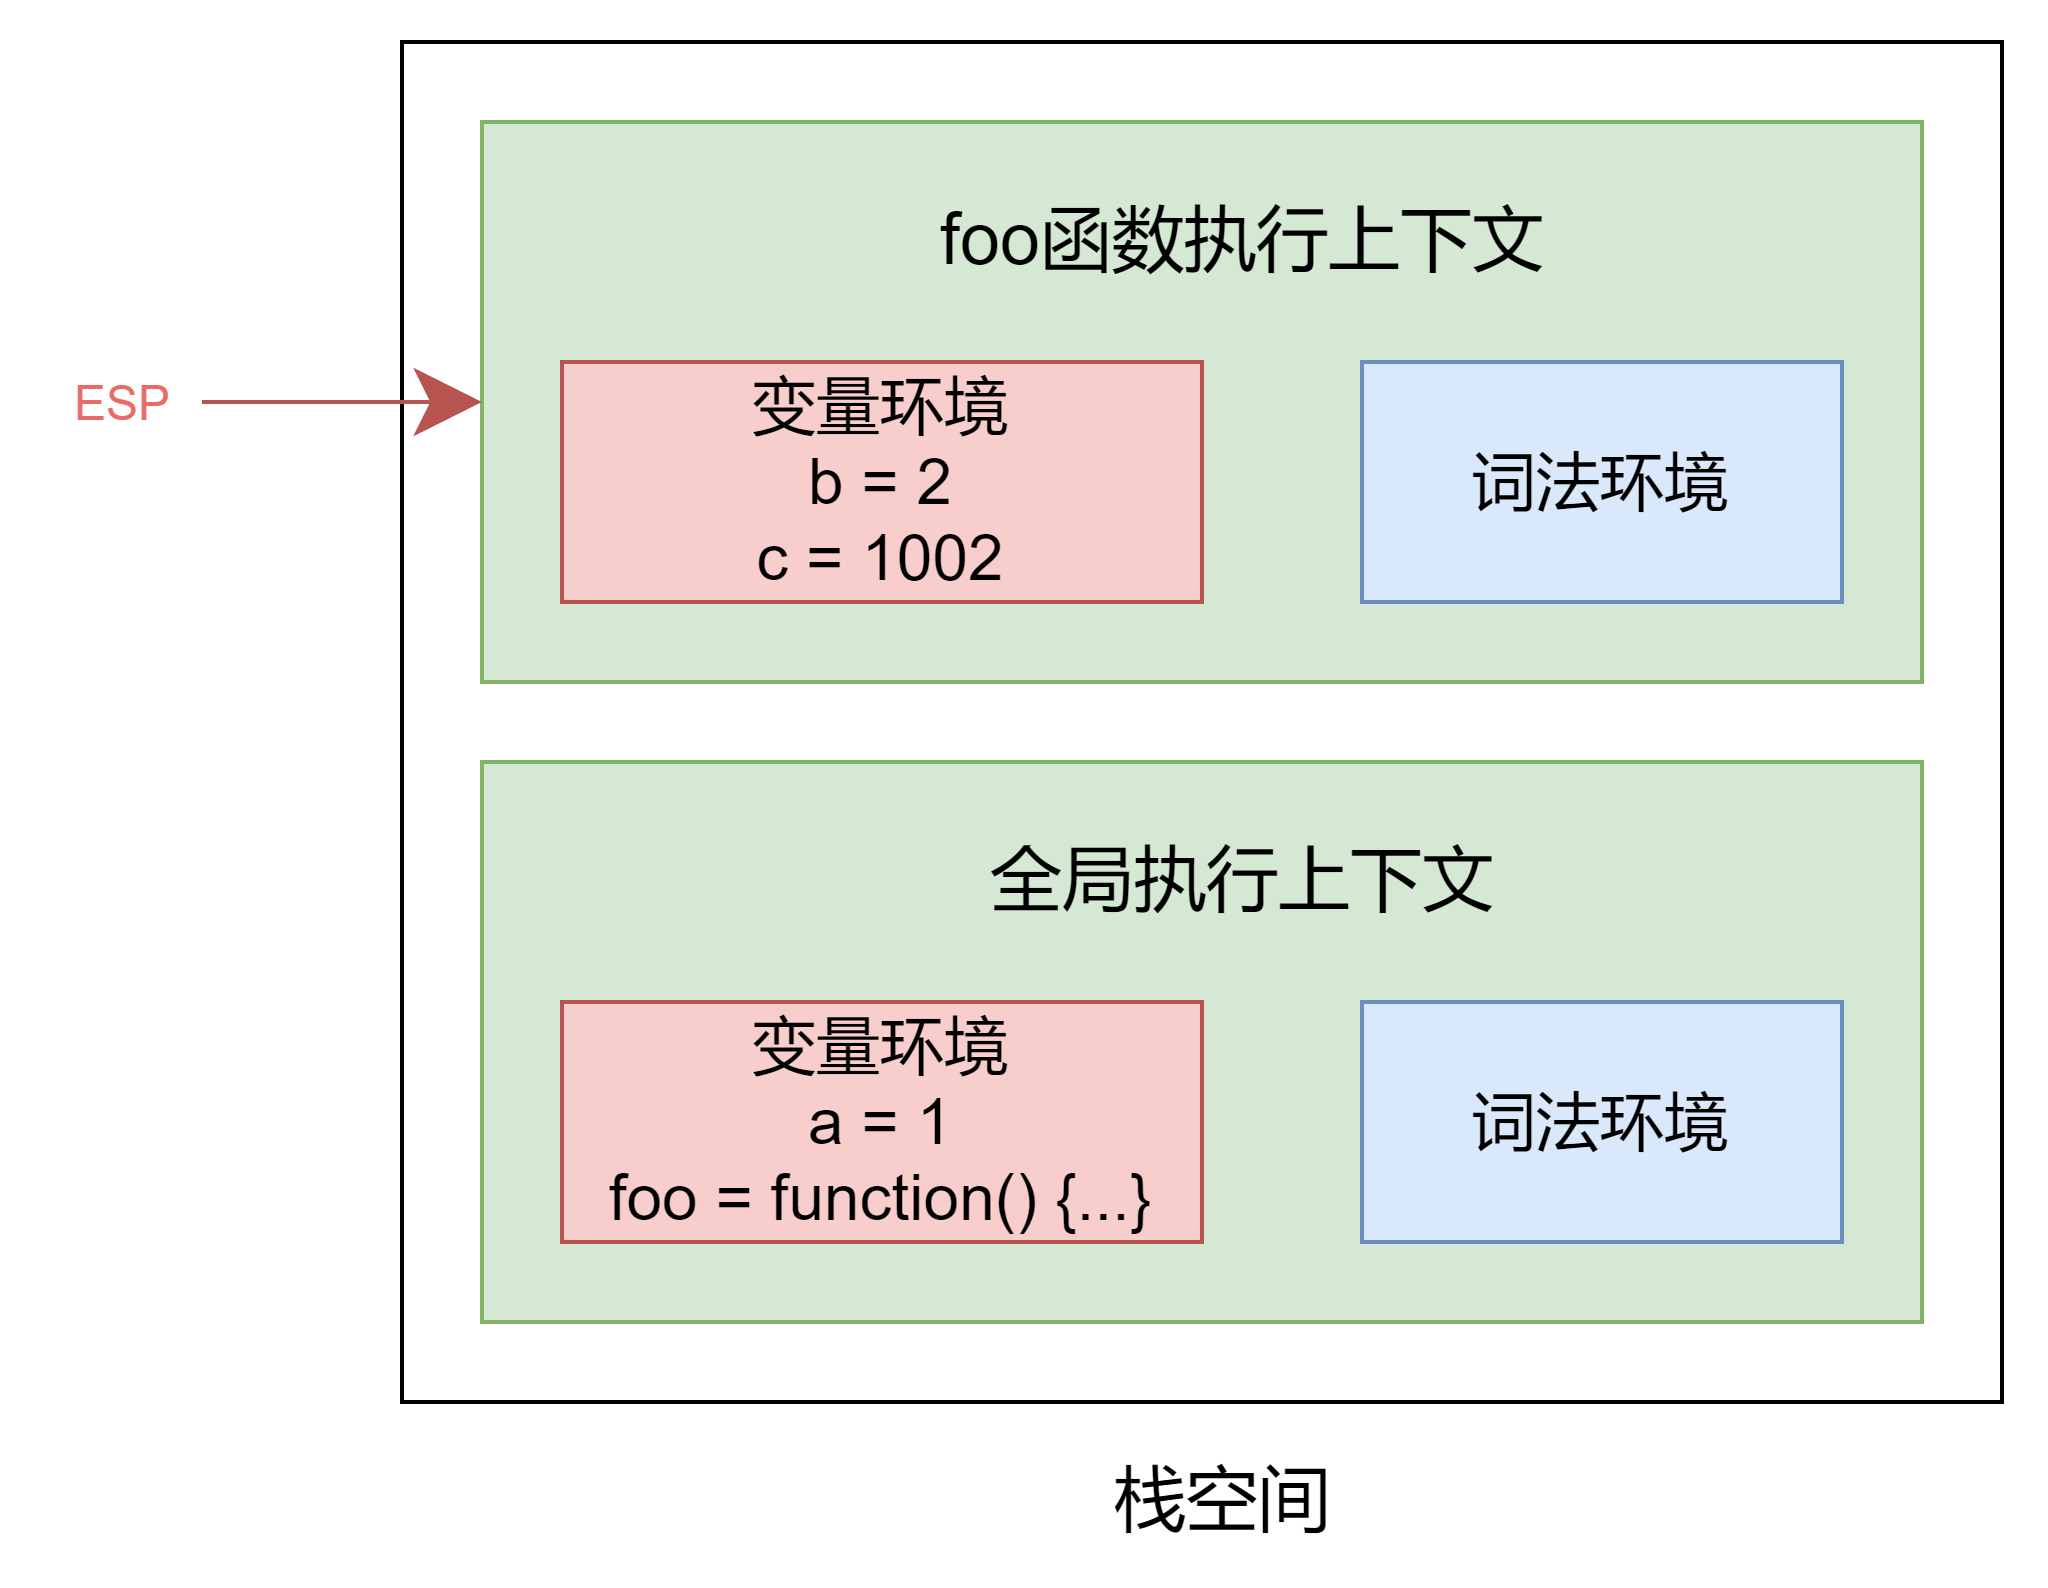 foo函数执行上下文
ESP
变量环境
b = 2
c = 1002
词法环境
全局执行上下文
变量环境
a = 1
foo = function() {...}
词法环境
栈空间